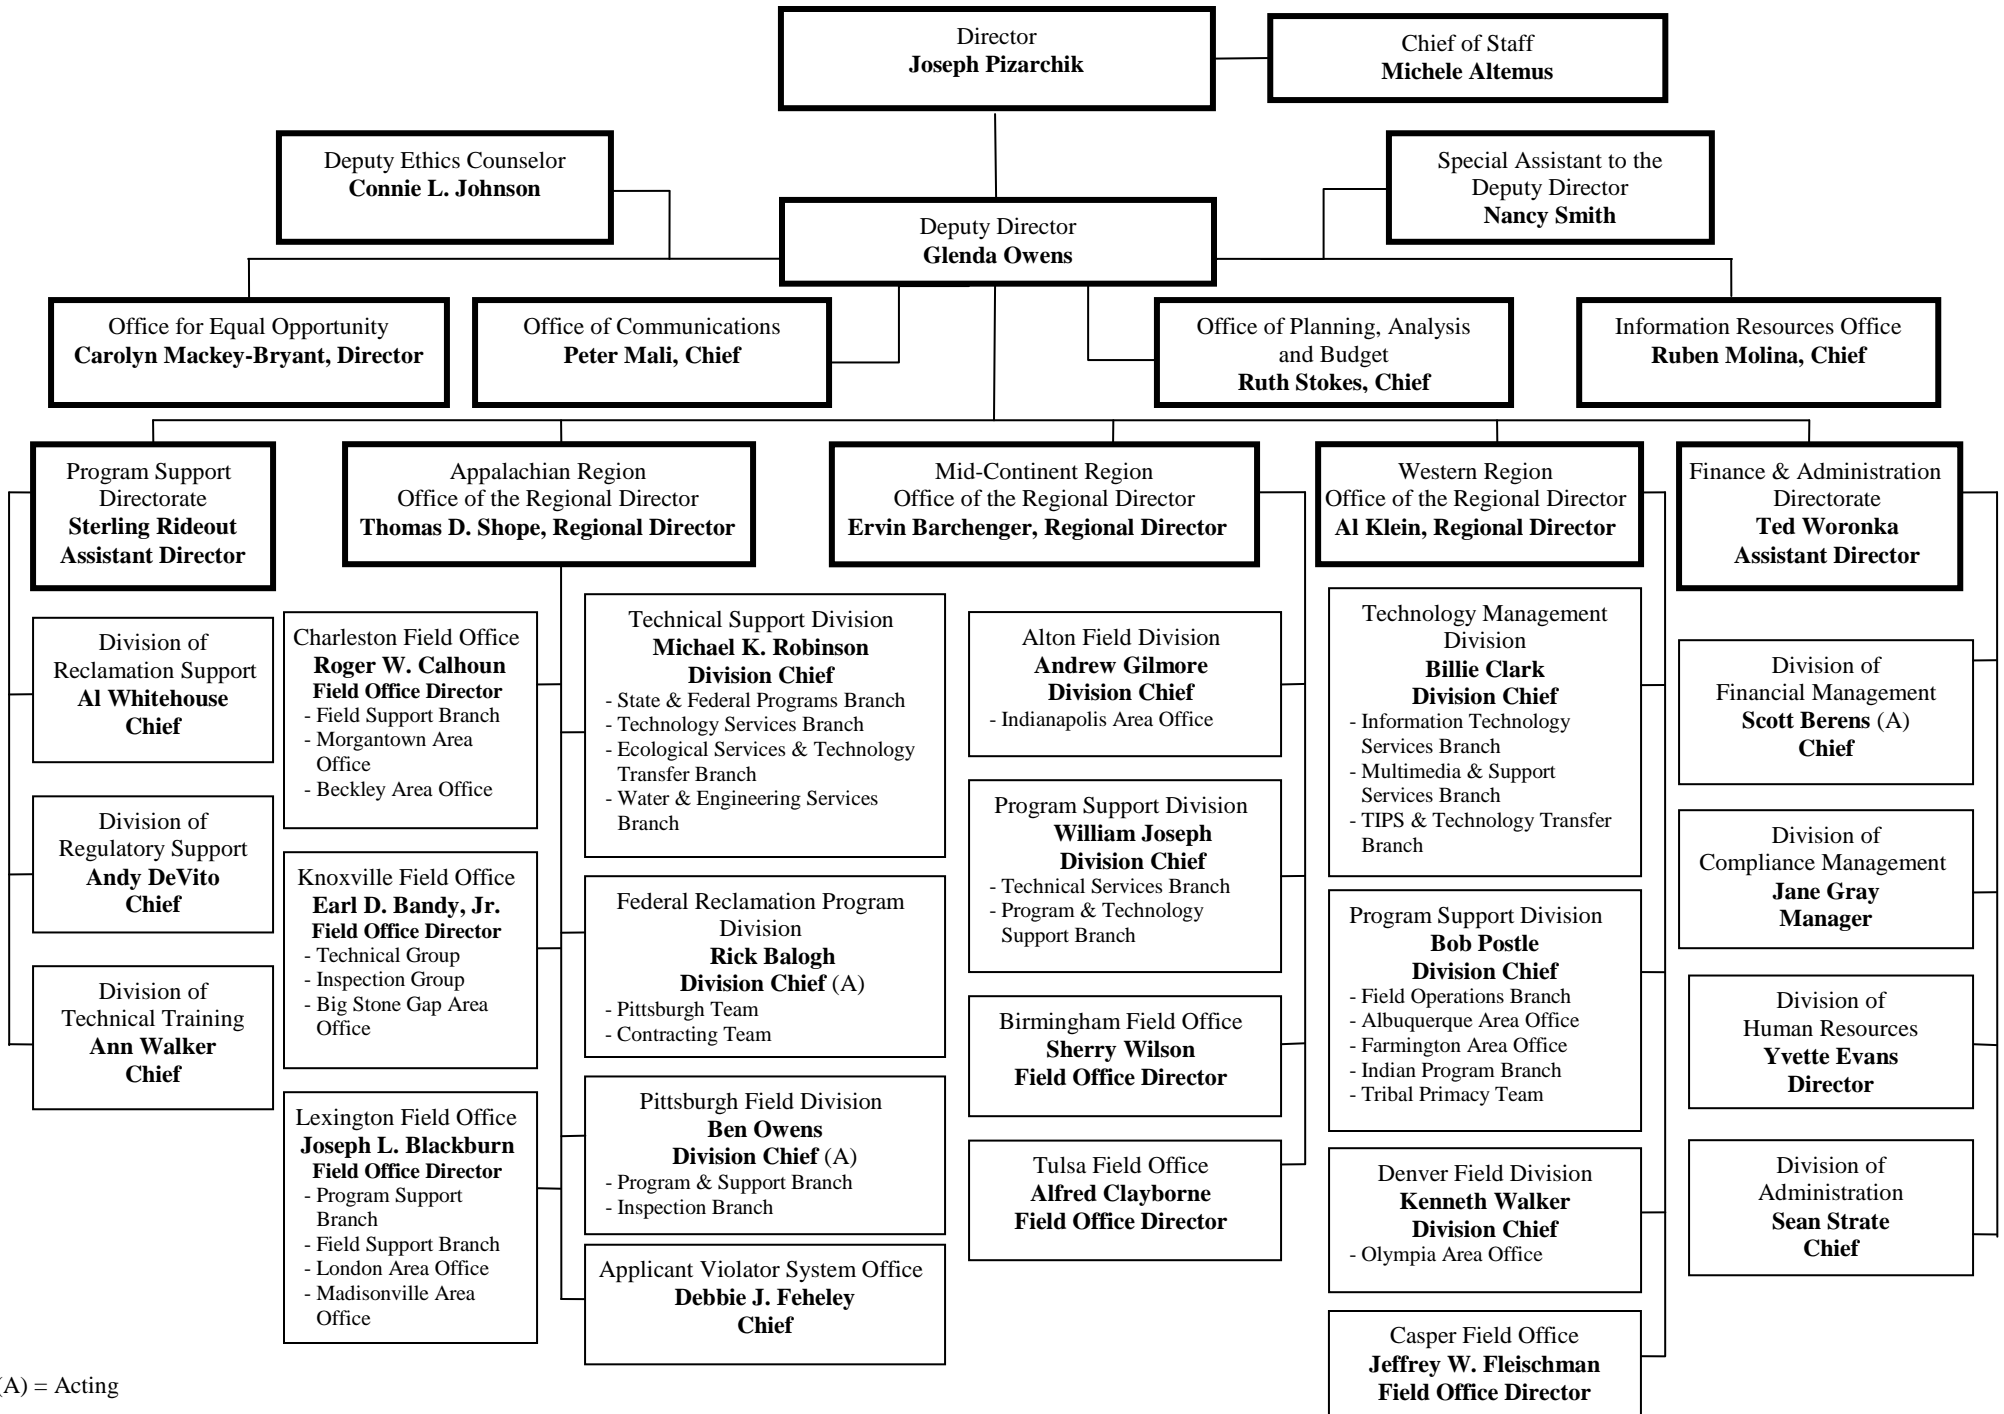 Director
Joseph Pizarchik
Chief of Staff
Michele Altemus
Deputy Ethics Counselor
Connie L. Johnson
Special Assistant to the
Deputy Director
Nancy Smith
Deputy Director
Glenda Owens
Office for Equal Opportunity
Carolyn Mackey-Bryant, Director
Office of Communications
Peter Mali, Chief
Office of Planning, Analysis
and Budget
Ruth Stokes, Chief
Information Resources Office
Ruben Molina, Chief
Program Support
Directorate
Sterling Rideout
Assistant Director
Appalachian Region
Office of the Regional Director
Thomas D. Shope, Regional Director
Mid-Continent Region
Office of the Regional Director
Ervin Barchenger, Regional Director
Western Region
Office of the Regional Director
Al Klein, Regional Director
Finance & Administration
Directorate
Ted Woronka
Assistant Director
Division of
Reclamation Support
Al Whitehouse
Chief
Division of
Regulatory Support
Andy DeVito
Chief
Division of
Technical Training
Ann Walker
Chief
Charleston Field Office
Roger W. Calhoun
Field Office Director
- Field Support Branch
- Morgantown Area
Office
- Beckley Area Office
Knoxville Field Office
Earl D. Bandy, Jr.
Field Office Director
- Technical Group
- Inspection Group
- Big Stone Gap Area
Office
Lexington Field Office
Joseph L. Blackburn
Field Office Director
- Program Support
Branch
- Field Support Branch
- London Area Office
- Madisonville Area
Office
Technical Support Division
Michael K. Robinson
Division Chief
- State & Federal Programs Branch
- Technology Services Branch
- Ecological Services & Technology
Transfer Branch
- Water & Engineering Services
Branch
Federal Reclamation Program
Division
Rick Balogh
Division Chief (A)
- Pittsburgh Team
- Contracting Team
Pittsburgh Field Division
Ben Owens
Division Chief (A)
- Program & Support Branch
- Inspection Branch
Applicant Violator System Office
Debbie J. Feheley
Chief
Alton Field Division
Andrew Gilmore
Division Chief
- Indianapolis Area Office
Program Support Division
William Joseph
Division Chief
- Technical Services Branch
- Program & Technology
Support Branch
Birmingham Field Office
Sherry Wilson
Field Office Director
Tulsa Field Office
Alfred Clayborne
Field Office Director
Technology Management
Division
Billie Clark
Division Chief
- Information Technology
Services Branch
- Multimedia & Support
Services Branch
- TIPS & Technology Transfer
Branch
Program Support Division
Bob Postle
Division Chief
- Field Operations Branch
- Albuquerque Area Office
- Farmington Area Office
- Indian Program Branch
- Tribal Primacy Team
Denver Field Division
Kenneth Walker
Division Chief
- Olympia Area Office
Casper Field Office
Jeffrey W. Fleischman
Field Office Director
Division of
Financial Management
Scott Berens (A)
Chief
Division of
Compliance Management
Jane Gray
Manager
Division of
Human Resources
Yvette Evans
Director
Division of
Administration
Sean Strate
Chief
(A) = Acting